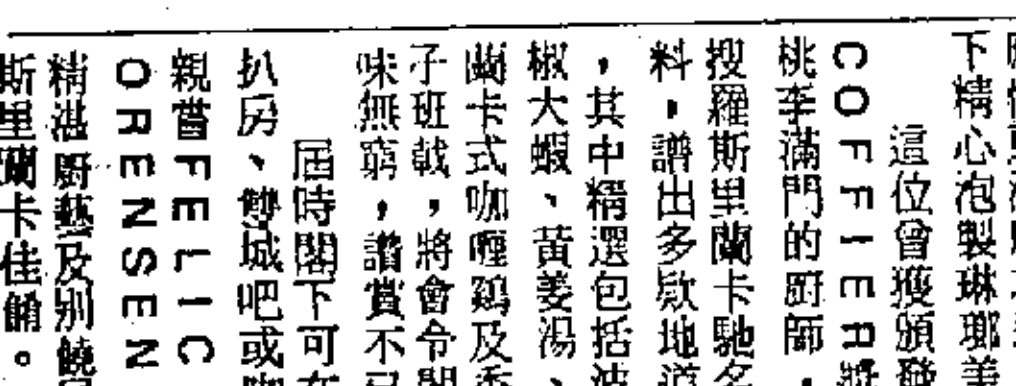 下精心泡製琳瑯美
這位曾獲頒發
COFFIER獎
桃李滿門的廚師，
搜羅斯里蘭卡馳名
料，譜出多款地道
，其中精選包括波
椒大蝦、黃姜湯、
蘭卡式咖喱鷄及香
子班戟，將會令閣
味無窮，讚賞不已
屆時閣下可在
扒房、雙城吧或咖
親嘗FELIC
ORENSEN
精湛廚藝及別饒
斯里蘭卡佳餚。